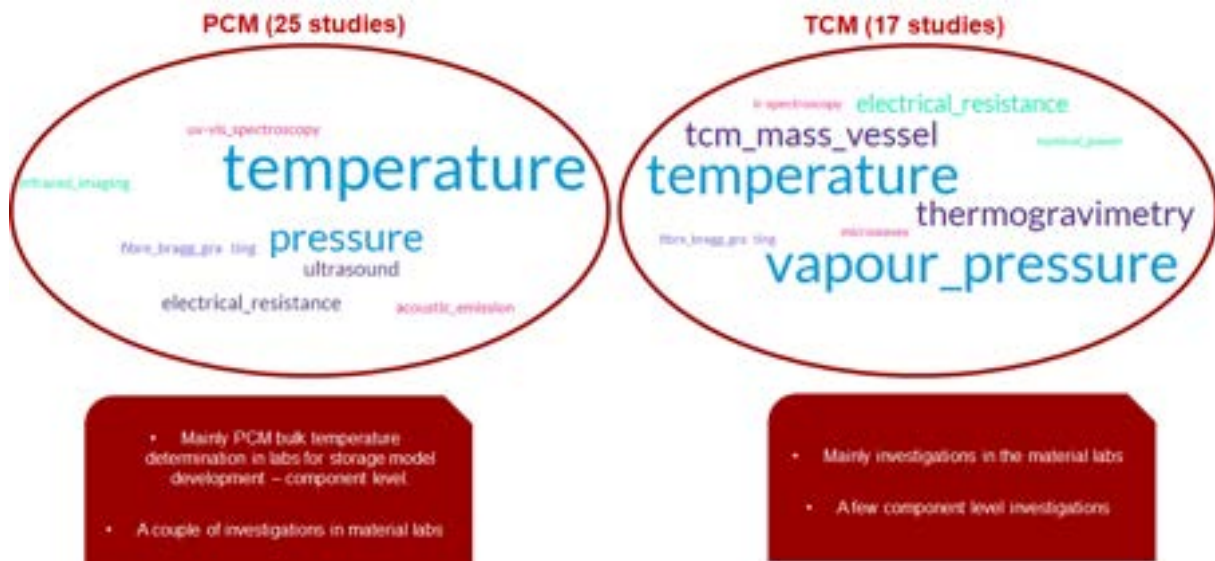 PCM (25 studies)
uv-vis_spectroscopy
temperature
infrared_imaging
fibre_bragg_gra ting
pressure
ultrasound
electrical_resistance
acoustic_emission
• Mainly PCM bulk temperature
determination in labs for storage model
development – component level.
• A couple of investigations in material labs
TCM (17 studies)
ir-spectroscopy
electrical_resistance
tcm_mass_vessel
temperature
thermogravimetry
fibre_bragg_gra ting
microwaves
vapour_pressure
• Mainly investigations in the material labs
• A few component level investigations